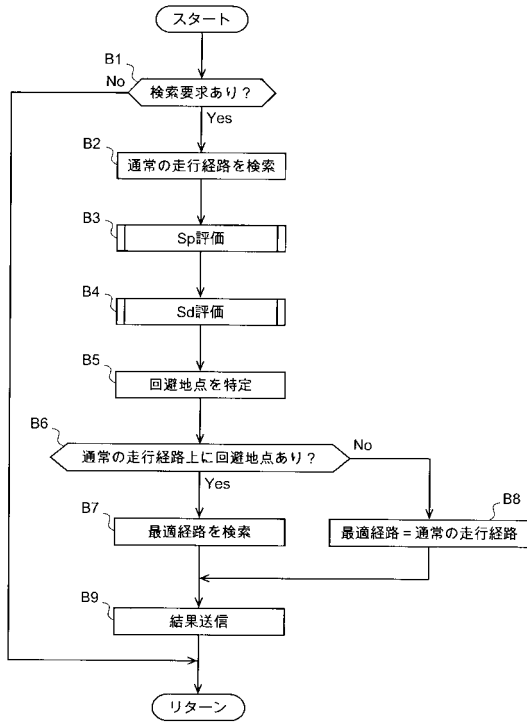 スタート
B1
No
検索要求あり?
Yes
B2
通常の走行経路を検索
B3
Sp評価
B4
Sd評価
B5
回避地点を特定
B6
通常の走行経路上に回避地点あり?
No
Yes
B7
最適経路を検索
B8
最適経路=通常の走行経路
B9
結果送信
リターン